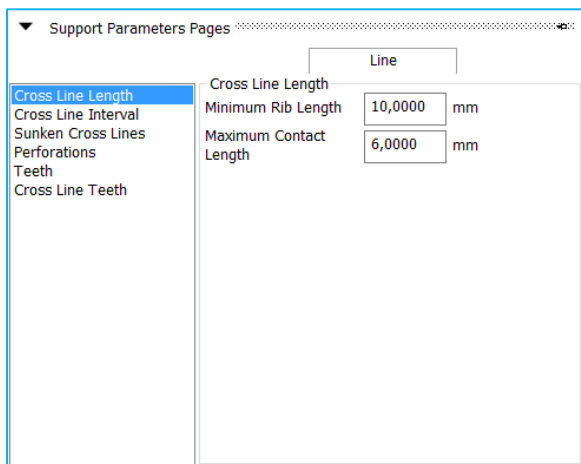 Support Parameters Pages
Line
Cross Line Length
Cross Line Interval
Sunken Cross Lines
Perforations
Teeth
Cross Line Teeth
Cross Line Length
Minimum Rib Length 10,0000 mm
Maximum Contact
Length 6,0000 mm